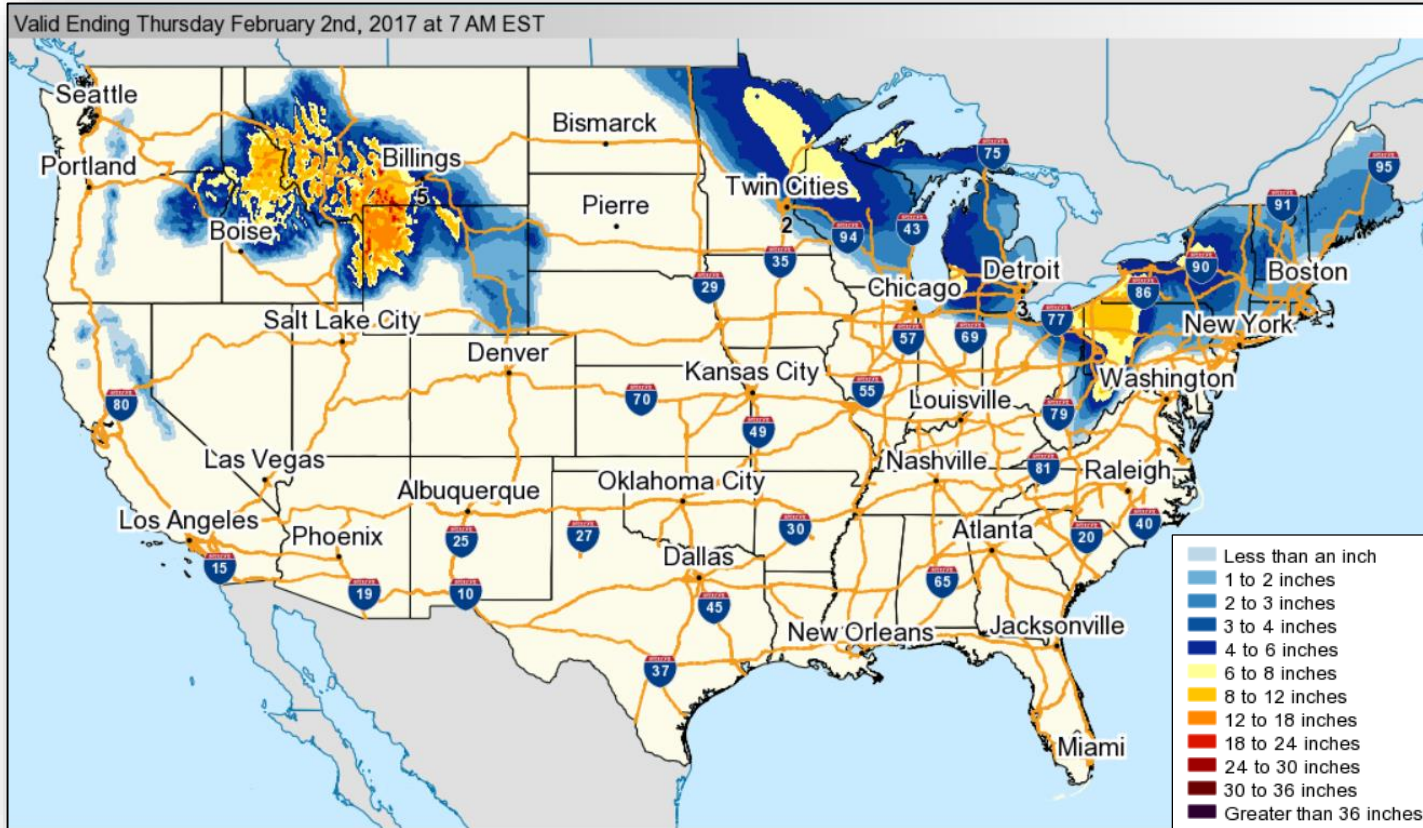 Valid Ending Thursday February 2nd, 2017 at 7 AM EST
Seattle
Portland
Billings
5
Boise
Bismarck
Pierre
Twin Cities
2
94
43
75
95
91
90
Boston
86
Detroit
3
Chicago
35
29
77
New York
57
69
Salt Lake City
Denver
Kansas City
Washington
80
70
55
Louisville
79
49
Las Vegas
Nashville
81
Raleigh
Albuquerque
Oklahoma City
Los Angeles
Phoenix
25
27
30
Atlanta
20
40
15
Dallas
65
19
10
45
New Orleans
Jacksonville
37
Miami
Less than an inch
1 to 2 inches
2 to 3 inches
3 to 4 inches
4 to 6 inches
6 to 8 inches
8 to 12 inches
12 to 18 inches
18 to 24 inches
24 to 30 inches
30 to 36 inches
Greater than 36 inches